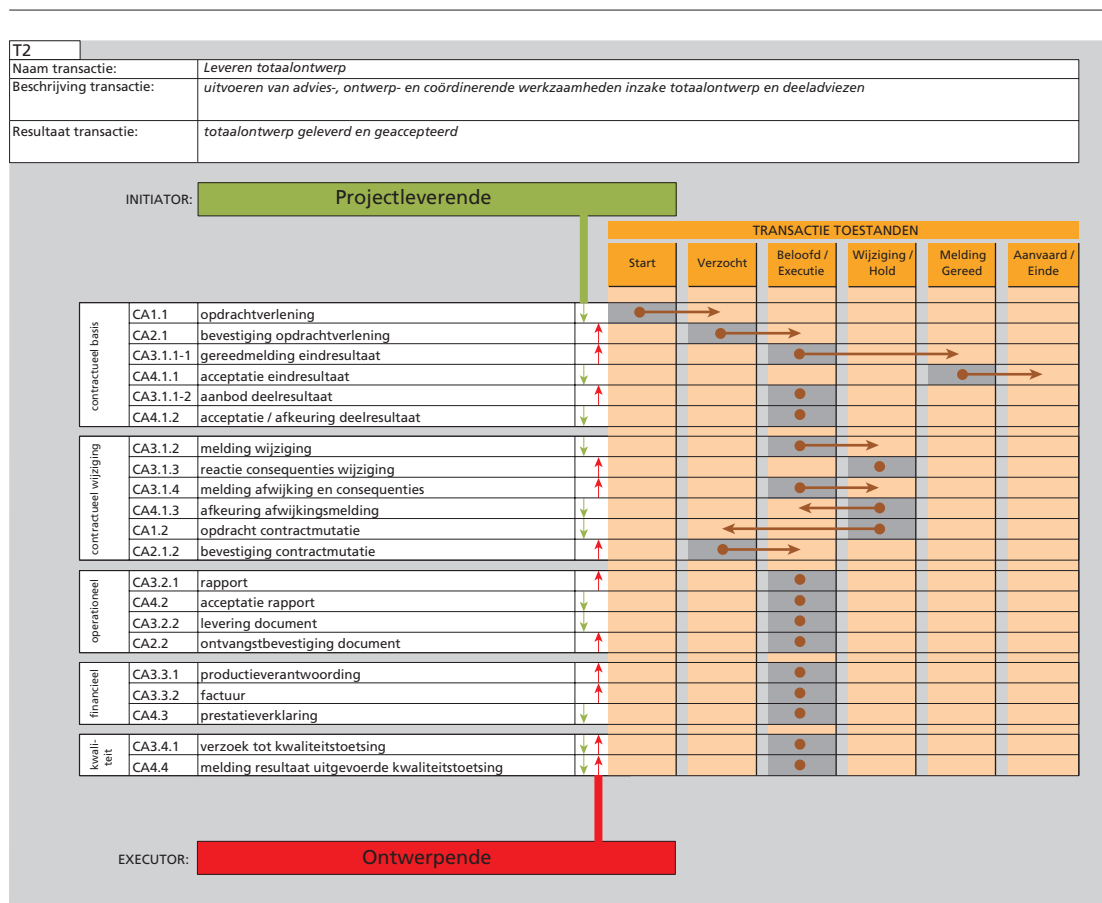 T2
Naam transactie: Leveren totaalontwerp
Beschrijving transactie: uitvoeren van advies-, ontwerp- en coördinerende werkzaamheden inzake totaalontwerp en deeladviezen
Resultaat transactie: totaalontwerp geleverd en geaccepteerd
INITIATOR: Projectleverende
TRANSACTIE TOESTANDEN
Start
Verzocht
Beloofd /
Executie
Wijziging /
Hold
Melding
Gereed
Aanvaard /
Einde
contractueel basis
CA1.1 opdrachtverlening
CA2.1 bevestiging opdrachtverlening
CA3.1.1-1 gereedmelding eindresultaat
CA4.1.1 acceptatie eindresultaat
CA3.1.1-2 aanbod deelresultaat
CA4.1.2 acceptatie / afkeuring deelresultaat
contractueel wijziging
CA3.1.2 melding wijziging
CA3.1.3 reactie consequenties wijziging
CA3.1.4 melding afwijking en consequenties
CA4.1.3 afkeuring afwijkingsmelding
CA1.2 opdracht contractmutatie
CA2.1.2 bevestiging contractmutatie
operationeel
CA3.2.1 rapport
CA4.2 acceptatie rapport
CA3.2.2 levering document
CA2.2 ontvangstbevestiging document
financieel
CA3.3.1 productieverantwoording
CA3.3.2 factuur
CA4.3 prestatieverklaring
kwali-
teit
CA3.4.1 verzoek tot kwaliteitstoetsing
CA4.4 melding resultaat uitgevoerde kwaliteitstoetsing
EXECUTOR: Ontwerpende